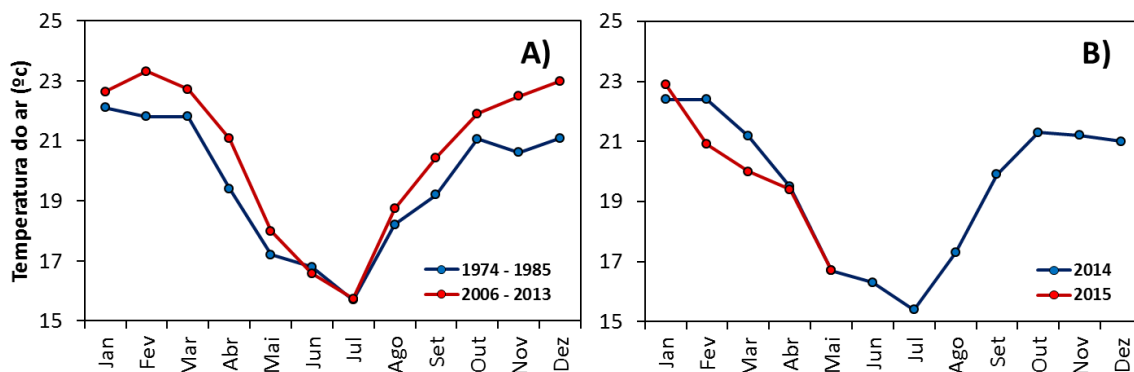 Temperatura do ar (ºc)
25
23
21
19
17
15
A)
1974 - 1985
2006 - 2013
Jan
Fev
Mar
Abr
Mai
Jun
Jul
Ago
Set
Out
Nov
Dez
25
23
21
19
17
15
B)
2014
2015
Jan
Fev
Mar
Abr
Mai
Jun
Jul
Ago
Set
Out
Nov
Dez